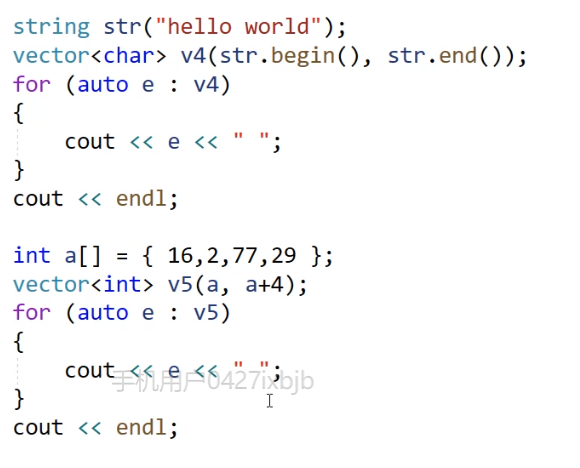 string str("hello world");
vector<char> v4(str.begin(), str.end());
for (auto e : v4)
{
    cout << e << " ";
}
cout << endl;

int a[] = { 16,2,77,29 };
vector<int> v5(a, a+4);
for (auto e : v5)
{
    cout << e << " ";
手机用户0427ixbjb
}
cout << endl;